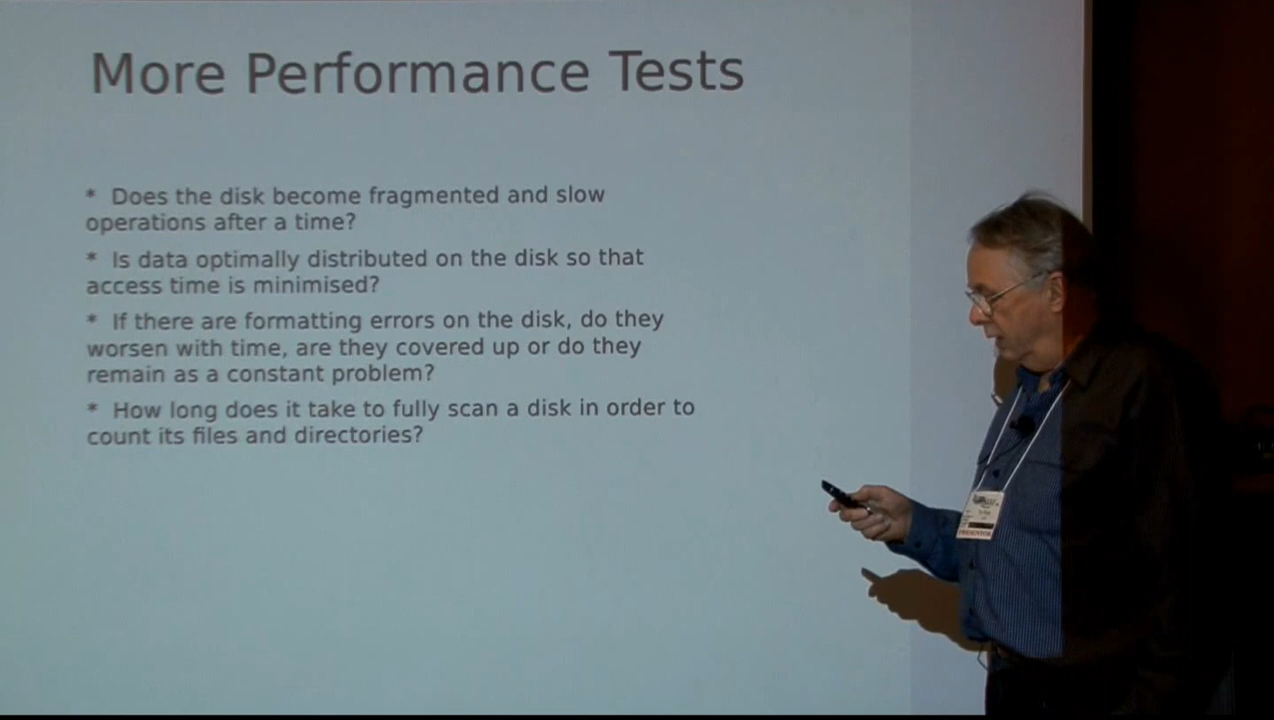 More Performance Tests
* Does the disk become fragmented and slow
operations after a time?
* Is data optimally distributed on the disk so that
access time is minimised?
* If there are formatting errors on the disk, do they
worsen with time, are they covered up or do they
remain as a constant problem?
* How long does it take to fully scan a disk in order to
count its files and directories?